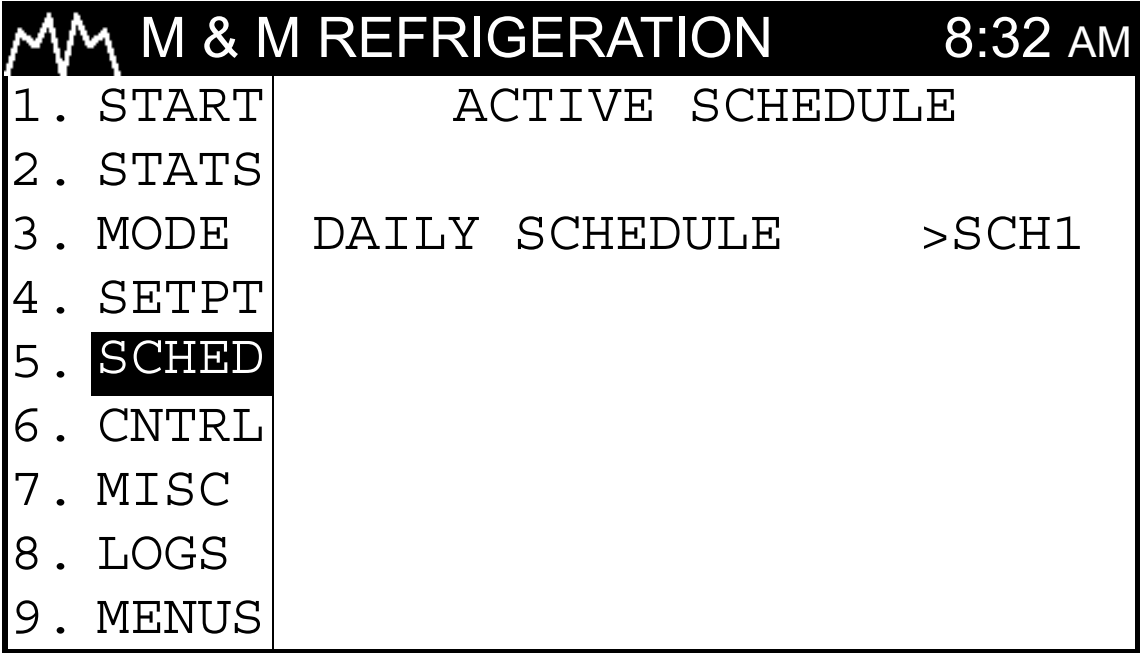 M & M REFRIGERATION 8:32 AM
1. START
2. STATS
3. MODE
4. SETPT
5. SCHED
6. CNTRL
7. MISC
8. LOGS
9. MENUS
ACTIVE SCHEDULE
DAILY SCHEDULE >SCH1